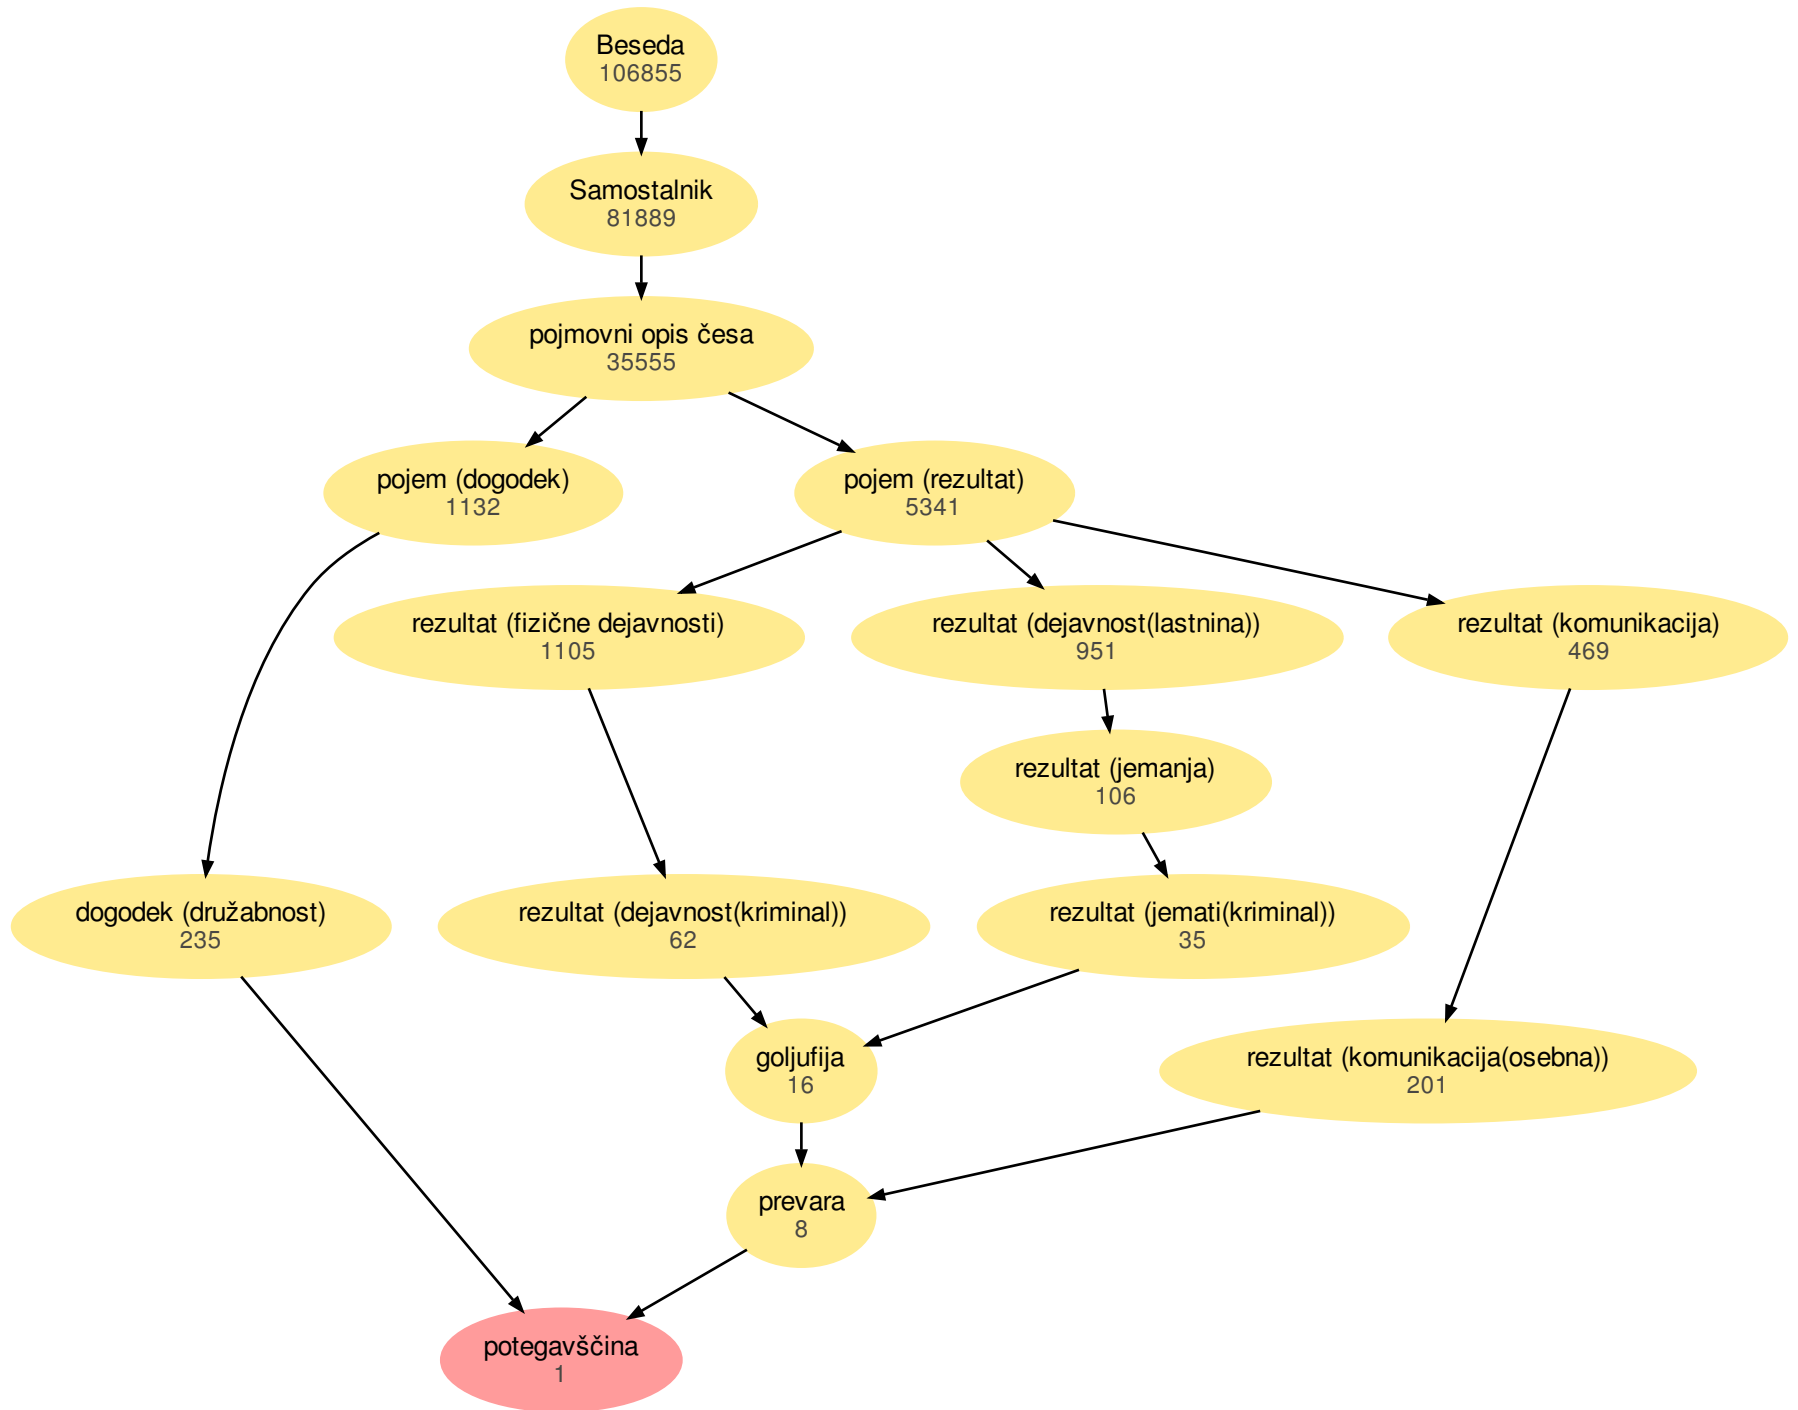 Beseda
106855
Samostalnik
81889
pojmovni opis česa
35555
pojem (dogodek)
1132
pojem (rezultat)
5341
rezultat (fizične dejavnosti)
1105
rezultat (dejavnost(lastnina))
951
rezultat (komunikacija)
469
rezultat (jemanja)
106
dogodek (družabnost)
235
rezultat (dejavnost(kriminal))
62
rezultat (jemati(kriminal))
35
goljufija
16
rezultat (komunikacija(osebna))
201
prevara
8
potegavščina
1